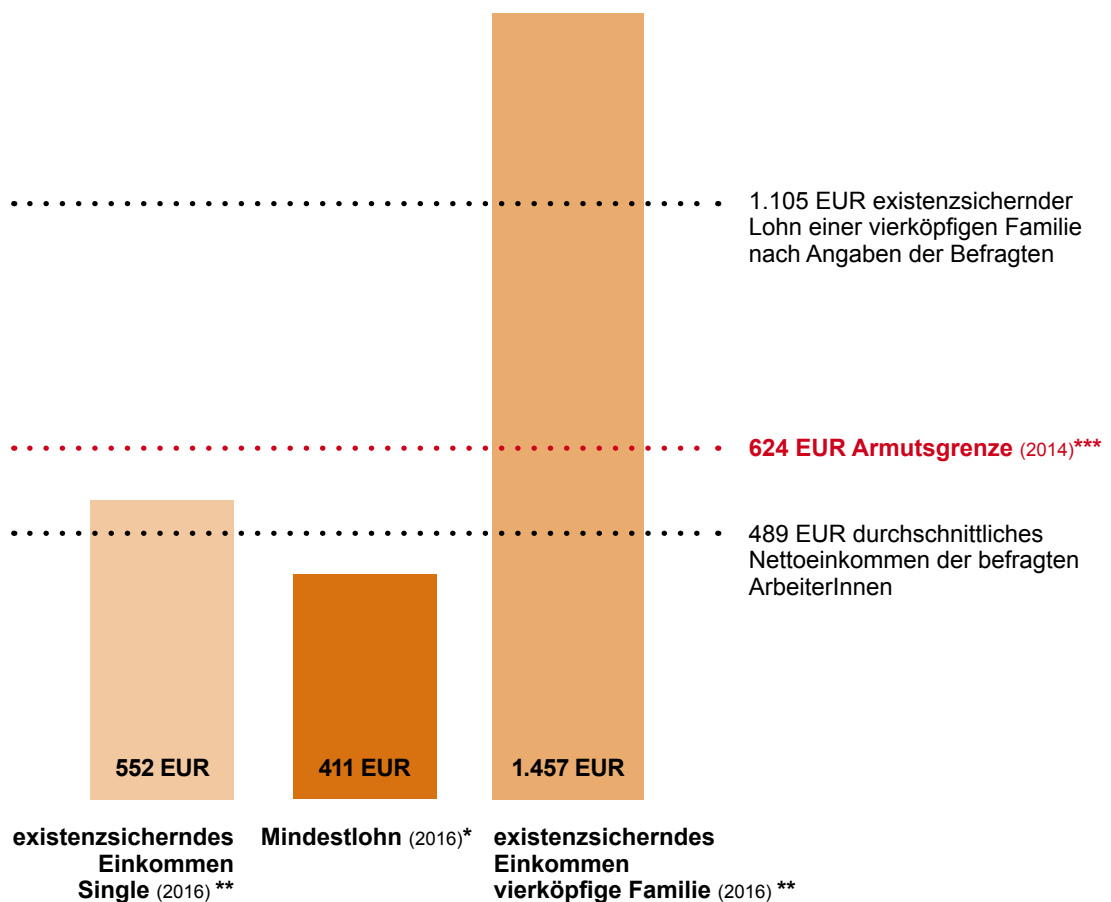 1.105 EUR existenzsichernder
Lohn einer vierköpfigen Familie
nach Angaben der Befragten
624 EUR Armutsgrenze (2014)***
489 EUR durchschnittliches
Nettoeinkommen der befragten
ArbeiterInnen
552 EUR
411 EUR
1.457 EUR
existenzsicherndes
Einkommen
Single (2016) **
Mindestlohn (2016)*
existenzsicherndes
Einkommen
vierköpfige Familie (2016) **